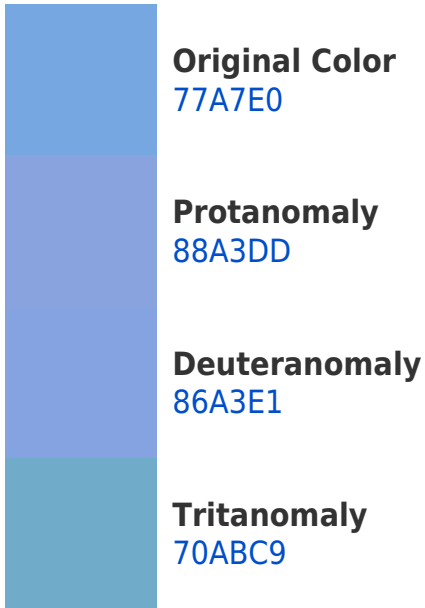 Original Color
77A7E0
Protanomaly
88A3DD
Deuteranomaly
86A3E1
Tritanomaly
70ABC9